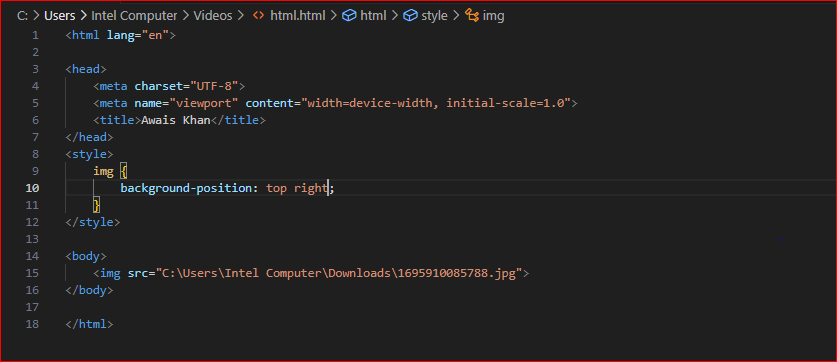 C: > Users > Intel Computer > Videos > <> html.html > html > style > img
1 <html lang="en">
2
3 <head>
4     <meta charset="UTF-8">
5     <meta name="viewport" content="width=device-width, initial-scale=1.0">
6     <title>Awais Khan</title>
7 </head>
8 <style>
9     img {
10         background-position: top right;
11     }
12 </style>
13
14 <body>
15     <img src="C:\Users\Intel Computer\Downloads\1695910085788.jpg">
16 </body>
17
18 </html>